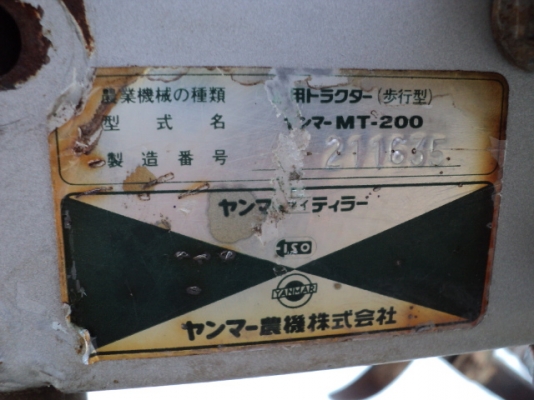 農業機械の種類 用トラクター(歩行型)
型式名 ヤンマーMT-200
製造番号 211635
ヤンマー ティラー
ISO
YANMAR
ヤンマー農機株式会社